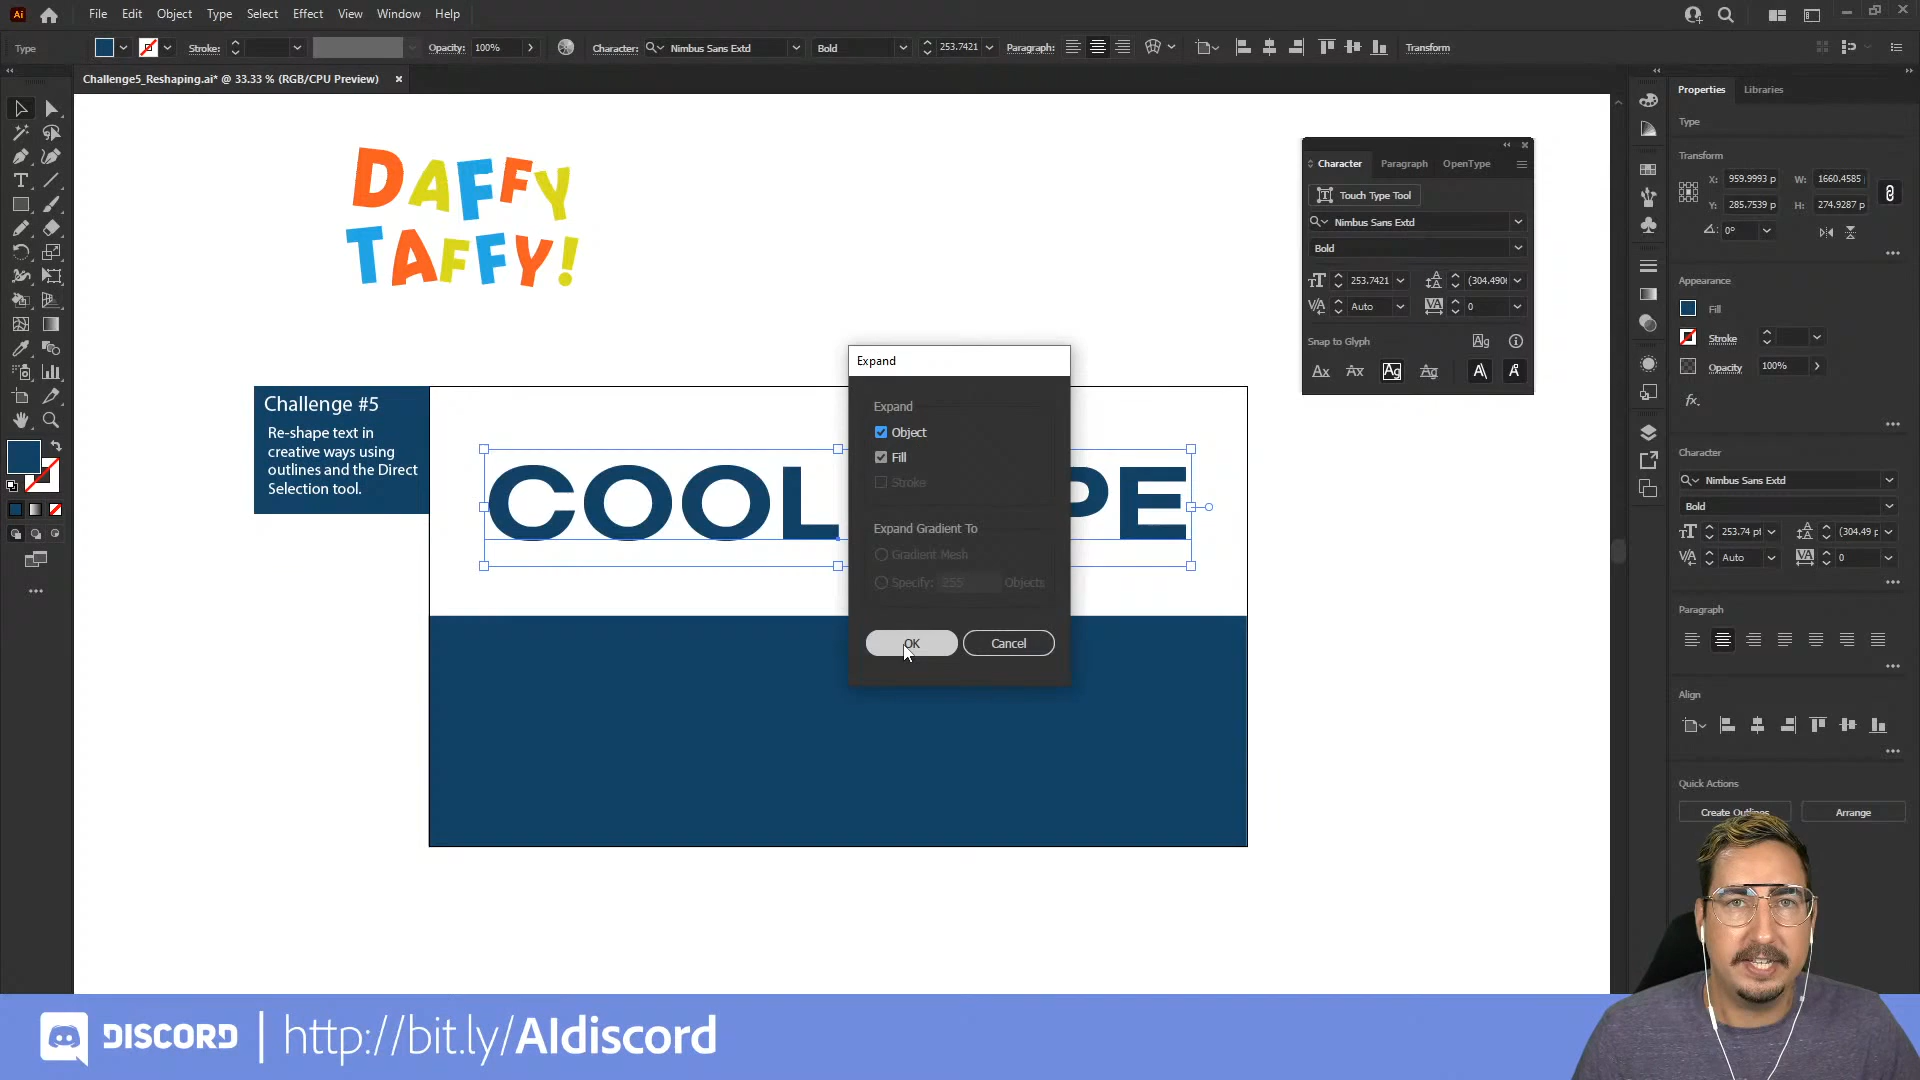 Ai
File Edit Object Type Select Effect View Window Help
Type Stroke: Opacity: 100% Character: Nimbus Sans Extd Bold 253.7421 Paragraph: Transform
Challenge5_Reshaping.ai* @ 33.33 % (RGB/CPU Preview)
DAFFY
TAFFY!
Challenge #5
Re-shape text in
creative ways using
outlines and the Direct
Selection tool.
COOL PE
Expand
Expand
Object
Fill
Stroke
Expand Gradient To
Gradient Mesh
Specify: 255 Objects
OK Cancel
Character Paragraph OpenType
Touch Type Tool
Nimbus Sans Extd
Bold
253.7421 (304.490
Auto 0
Snap to Glyph
Properties Libraries
Type
Transform
X: 959.9993 p W: 1660.4585
Y: 285.7539 p H: 274.9287 p
0°
Appearance
Fill
Stroke
Opacity 100%
fx.
Character
Nimbus Sans Extd
Bold
253.74 pt (304.49 p
Auto 0
Paragraph
Align
Quick Actions
Create Outlines Arrange
DISCORD | http://bit.ly/AIdiscord